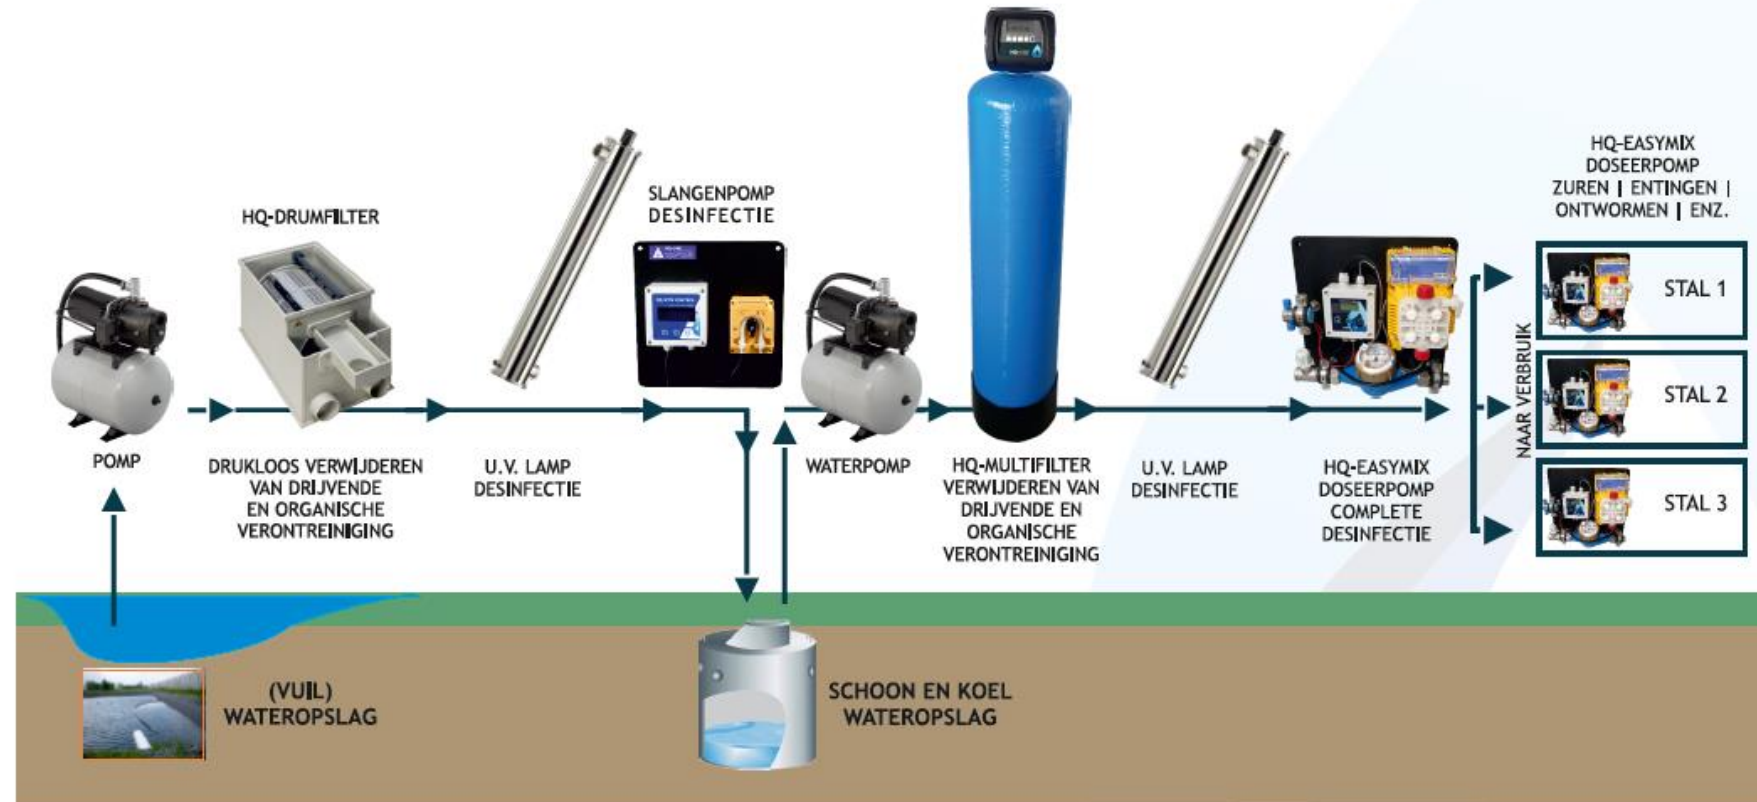 POMP
HQ-DRUMFILTER
DRUKLOOS VERWIJDEREN
VAN DRIJVENDE
EN ORGANISCHE
VERONTREINIGING
U.V. LAMP
DESINFECTIE
SLANGENPOMP
DESINFECTIE
WATERPOMP
HQ-MULTIFILTER
VERWIJDEREN VAN
DRIJVENDE EN
ORGANISCHE
VERONTREINIGING
U.V. LAMP
DESINFECTIE
HQ-EASYMIX
DOSEERPOMP
COMPLETE
DESINFECTIE
NAAR VERBRUIK
HQ-EASYMIX
DOSEERPOMP
ZUREN | ENTINGEN |
ONTWORMEN | ENZ.
STAL 1
STAL 2
STAL 3
(VUIL)
WATEROPSLAG
SCHOON EN KOEL
WATEROPSLAG